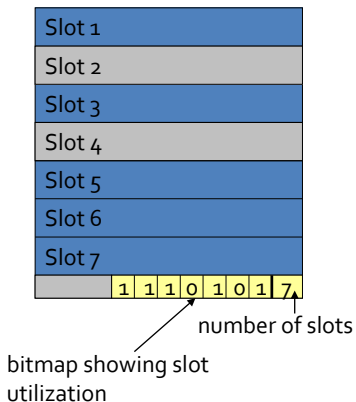 Slot 1
Slot 2
Slot 3
Slot 4
Slot 5
Slot 6
Slot 7
1 1 1 0 1 0 1 7
number of slots
bitmap showing slot
utilization